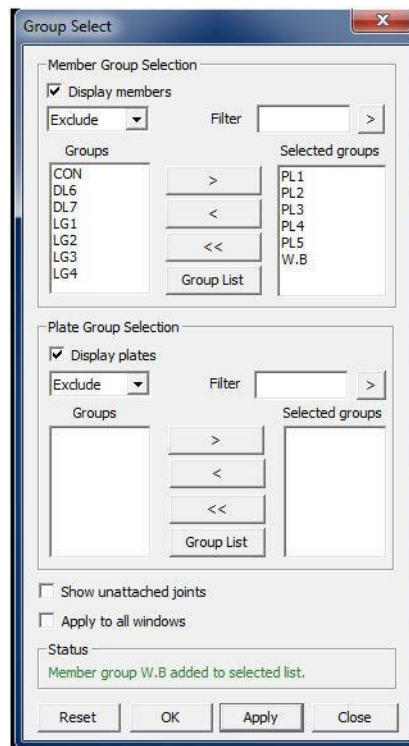 Group Select
X
Member Group Selection
Display members
Exclude
Filter
>
Groups
Selected groups
CON
DL6
DL7
LG1
LG2
LG3
LG4
>
<
<<
Group List
PL1
PL2
PL3
PL4
PL5
W.B
Plate Group Selection
Display plates
Exclude
Filter
>
Groups
Selected groups
>
<
<<
Group List
Show unattached joints
Apply to all windows
Status
Member group W.B added to selected list.
Reset OK Apply Close